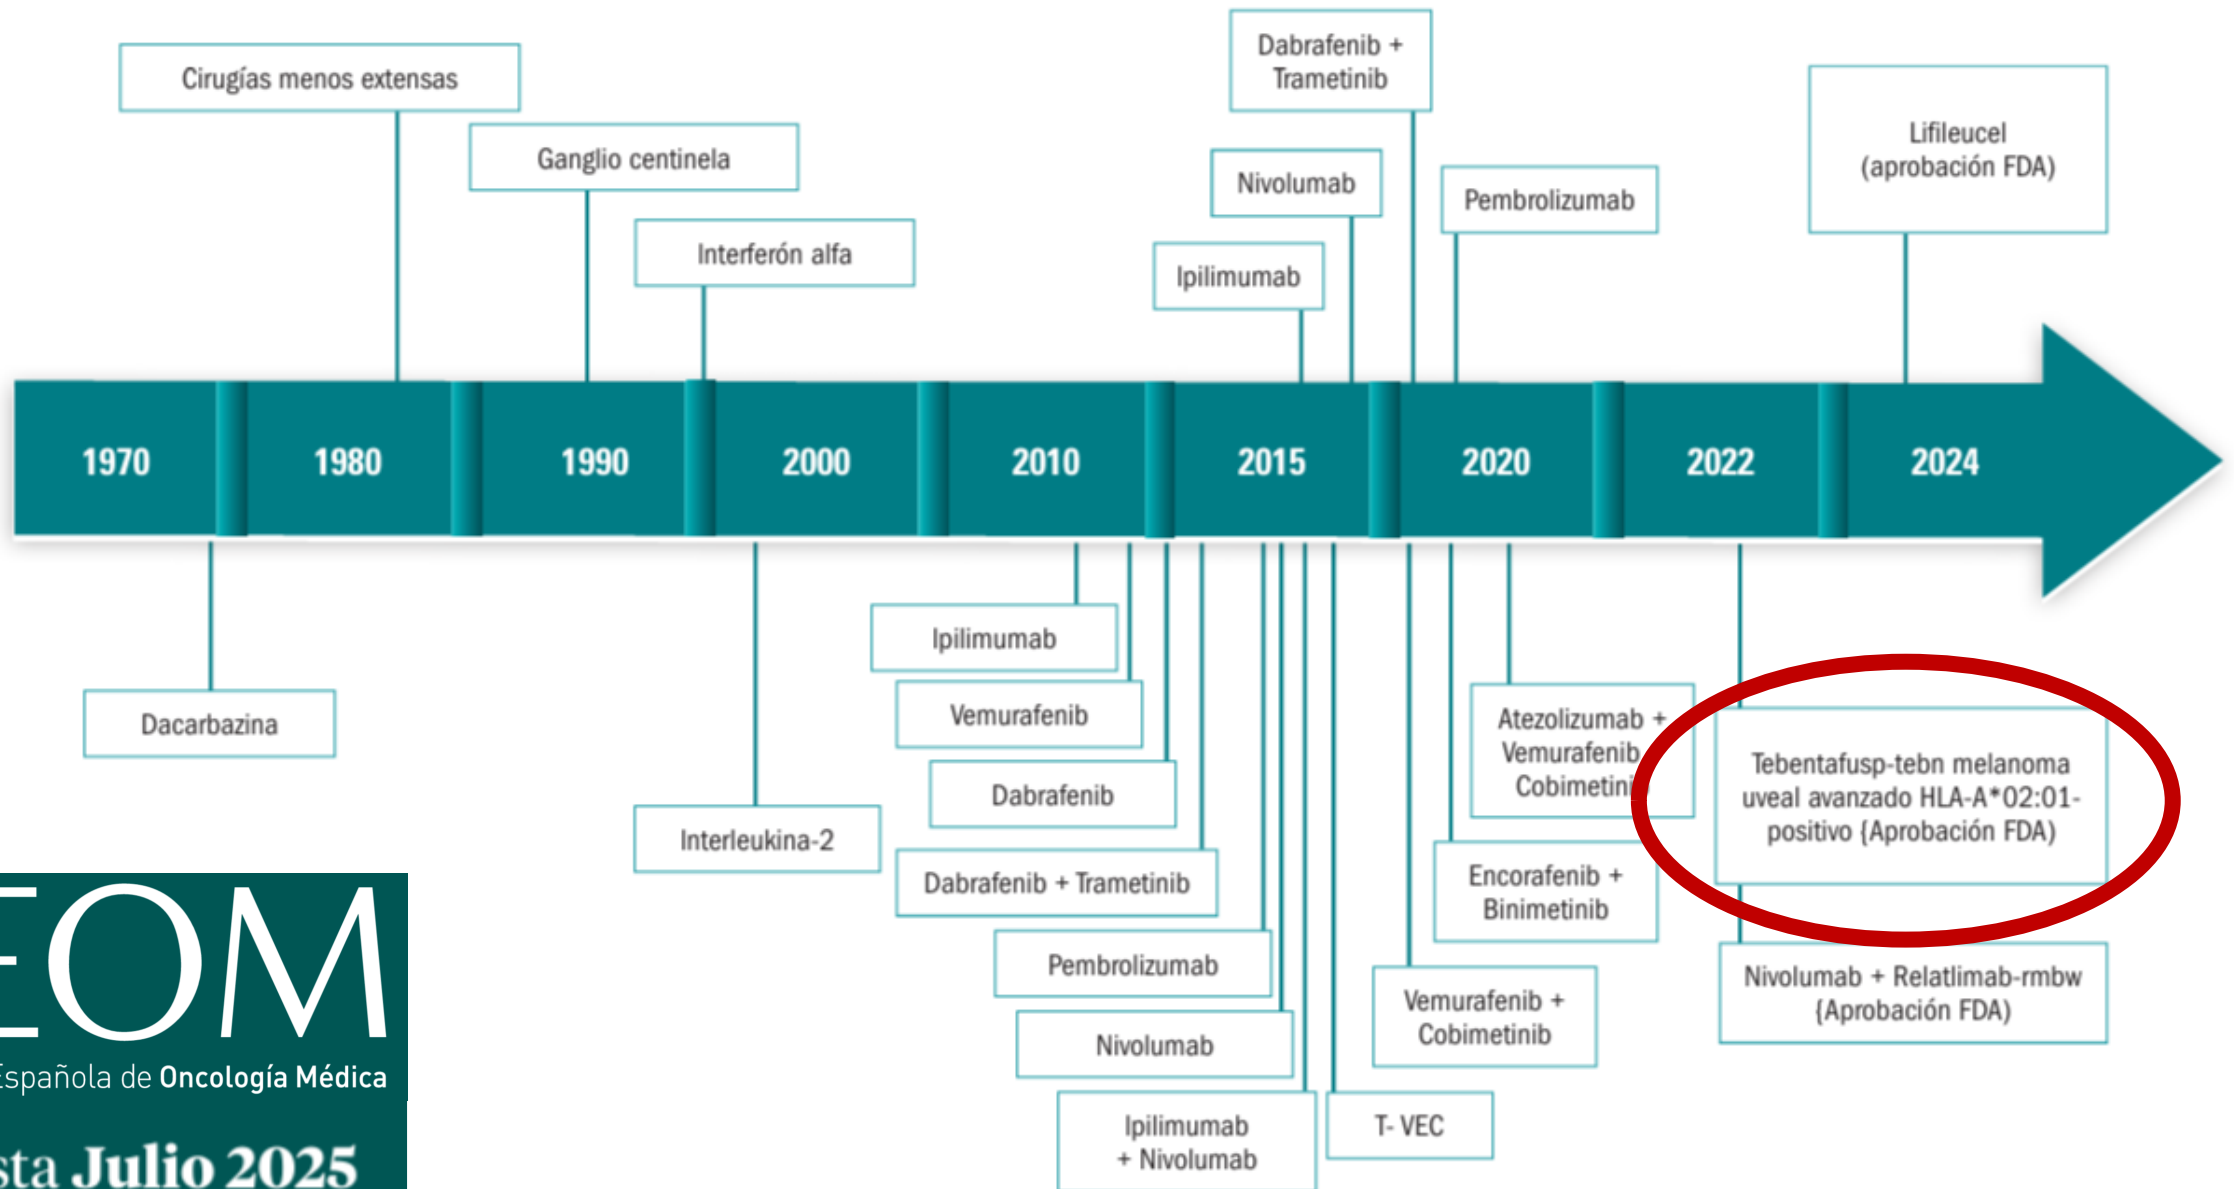 Cirugías menos extensas
Ganglio centinela
Interferón alfa
Dabrafenib +
Trametinib
Nivolumab
Ipilimumab
Pembrolizumab
Lifileucel
(aprobación FDA)
1970
1980
1990
2000
2010
2015
2020
2022
2024
Dacarbazina
Interleukina-2
Ipilimumab
Vemurafenib
Dabrafenib
Dabrafenib + Trametinib
Pembrolizumab
Nivolumab
Ipilimumab
+ Nivolumab
T- VEC
Vemurafenib +
Cobimetinib
Encorafenib +
Binimetinib
Atezolizumab +
Vemurafenib
Cobimetini
Tebentafusp-tebn melanoma
uveal avanzado HLA-A*02:01-
positivo {Aprobación FDA)
Nivolumab + Relatlimab-rmbw
{Aprobación FDA)
EOM
Española de Oncología Médica
sta Julio 2025